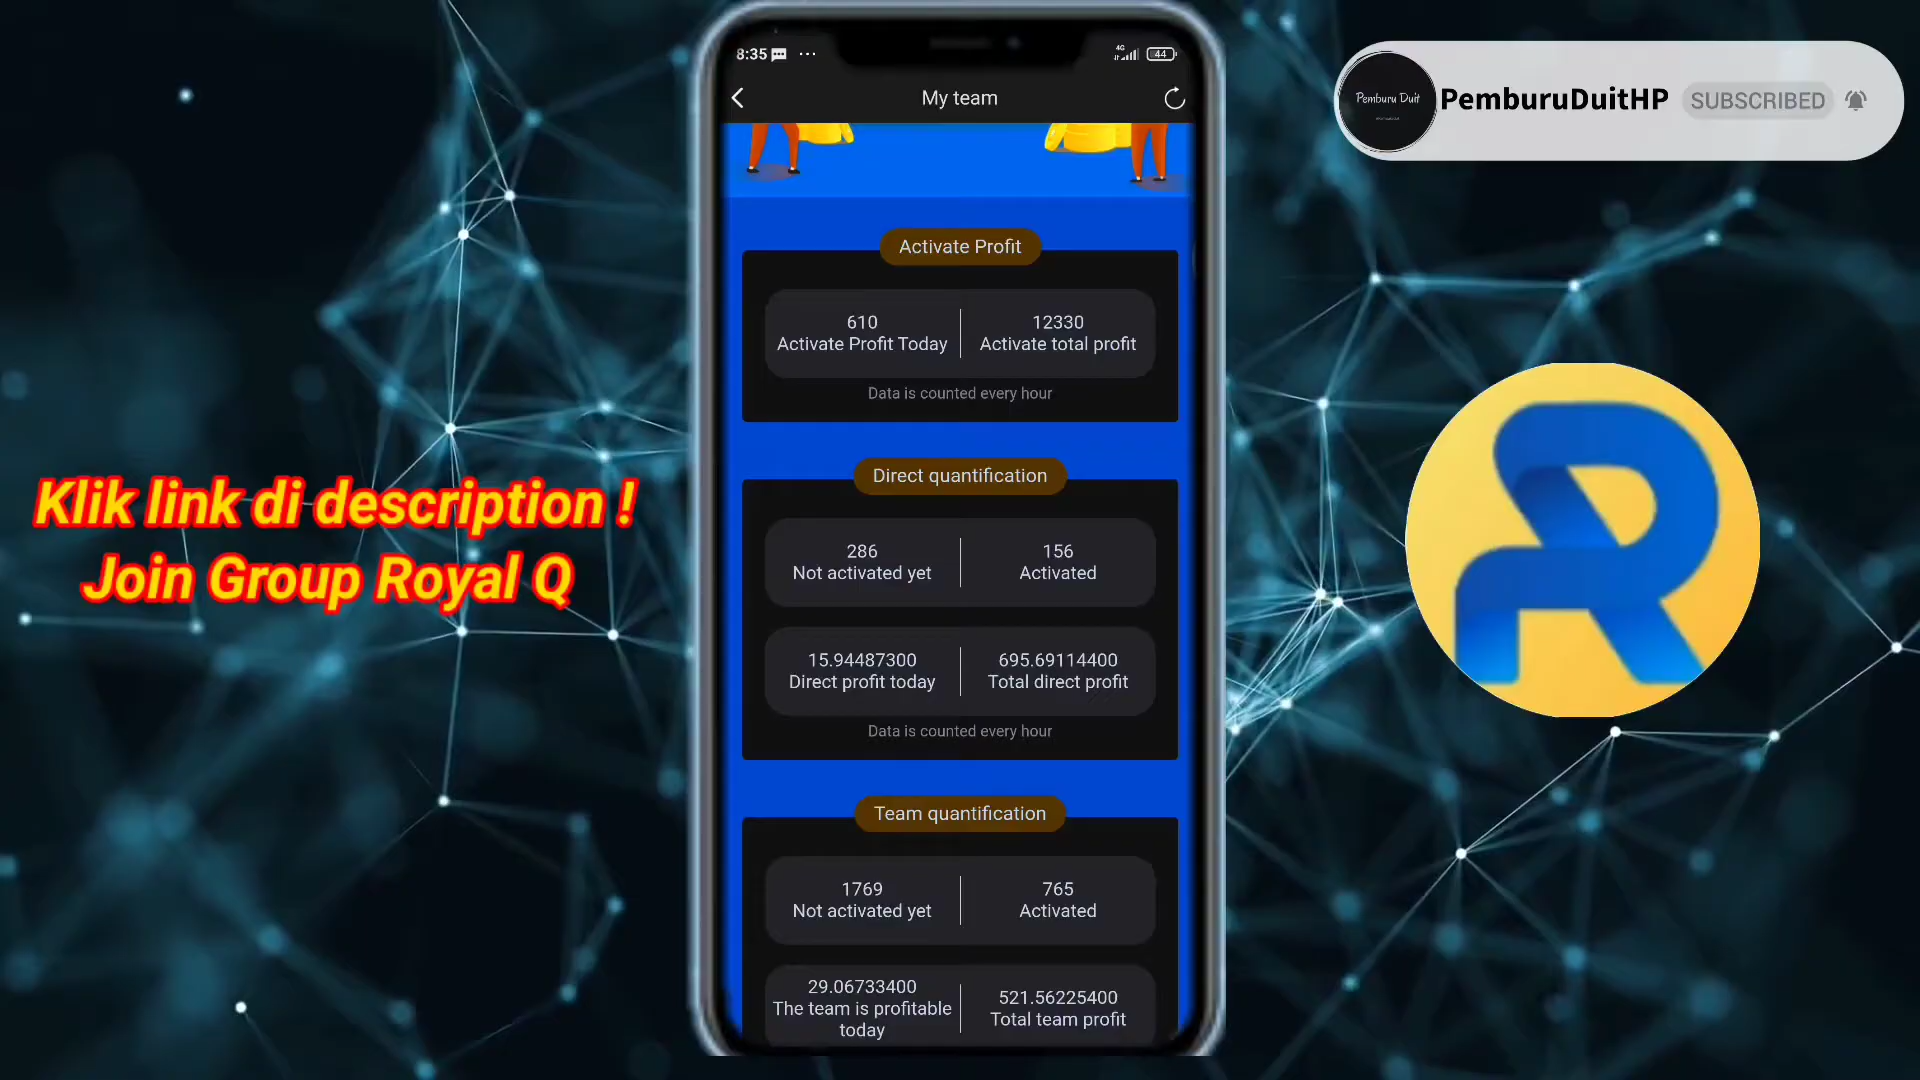 8:35
4G
44
My team
Activate Profit
610
Activate Profit Today
12330
Activate total profit
Data is counted every hour
Direct quantification
286
Not activated yet
156
Activated
15.94487300
Direct profit today
695.69114400
Total direct profit
Data is counted every hour
Team quantification
1769
Not activated yet
765
Activated
29.06733400
The team is profitable
today
521.56225400
Total team profit
Klik link di description !
Join Group Royal Q
Pemburu Duit
PemburuDuitHP
SUBSCRIBED